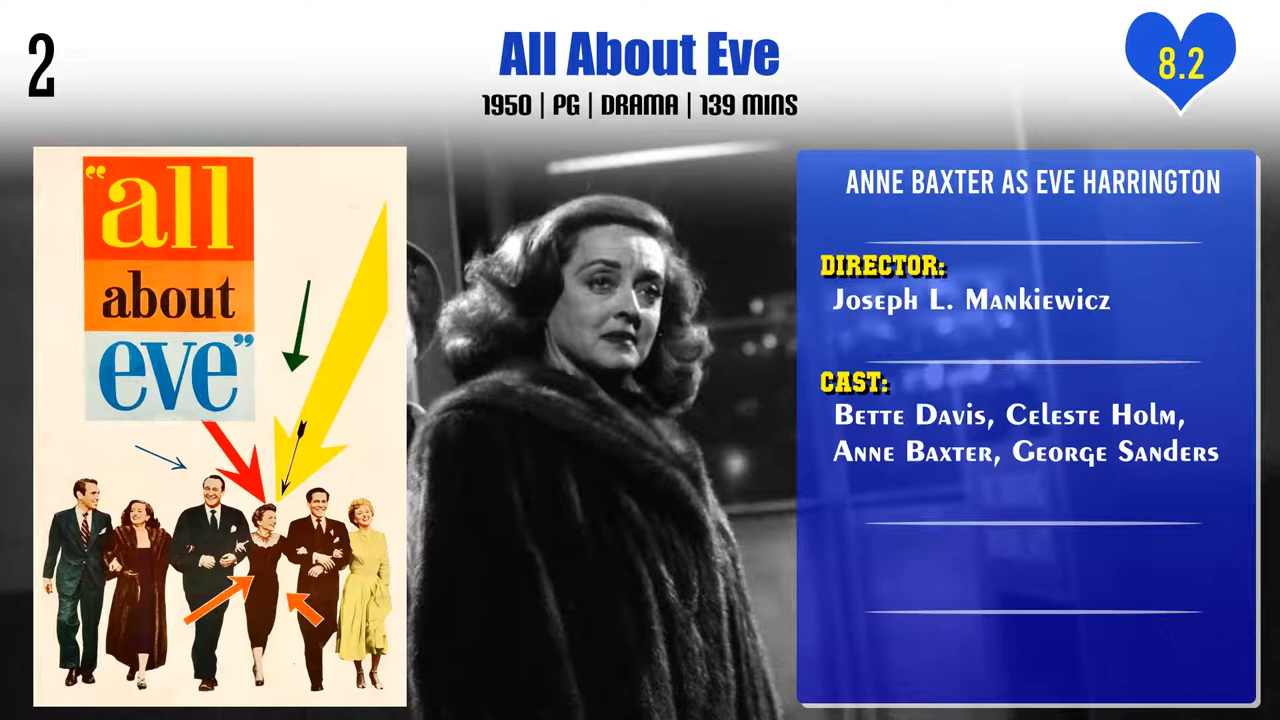 2
All About Eve
1950 | PG | DRAMA | 139 MINS
8.2
"all
about
eve"
ANNE BAXTER AS EVE HARRINGTON
DIRECTOR:
Joseph L. Mankiewicz
CAST:
Bette Davis, Celeste Holm,
Anne Baxter, George Sanders